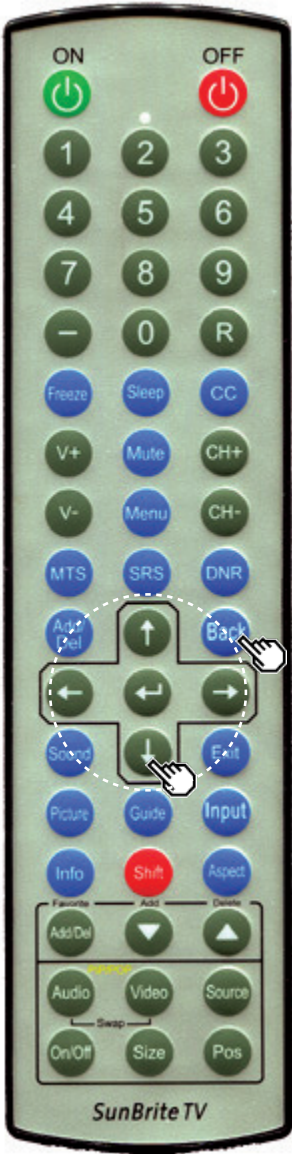 ON OFF
1 2 3
4 5 6
7 8 9
− 0 R
Freeze Sleep CC
V+ Mute CH+
V- Menu CH-
MTS SRS DNR
Add/ Back
Del
Sound Exit
Picture Guide Input
Info Shift Aspect
Favorite Add Delete
Add/Del
PIP/POP
Audio Video Source
Swap
On/Off Size Pos
SunBriteTV